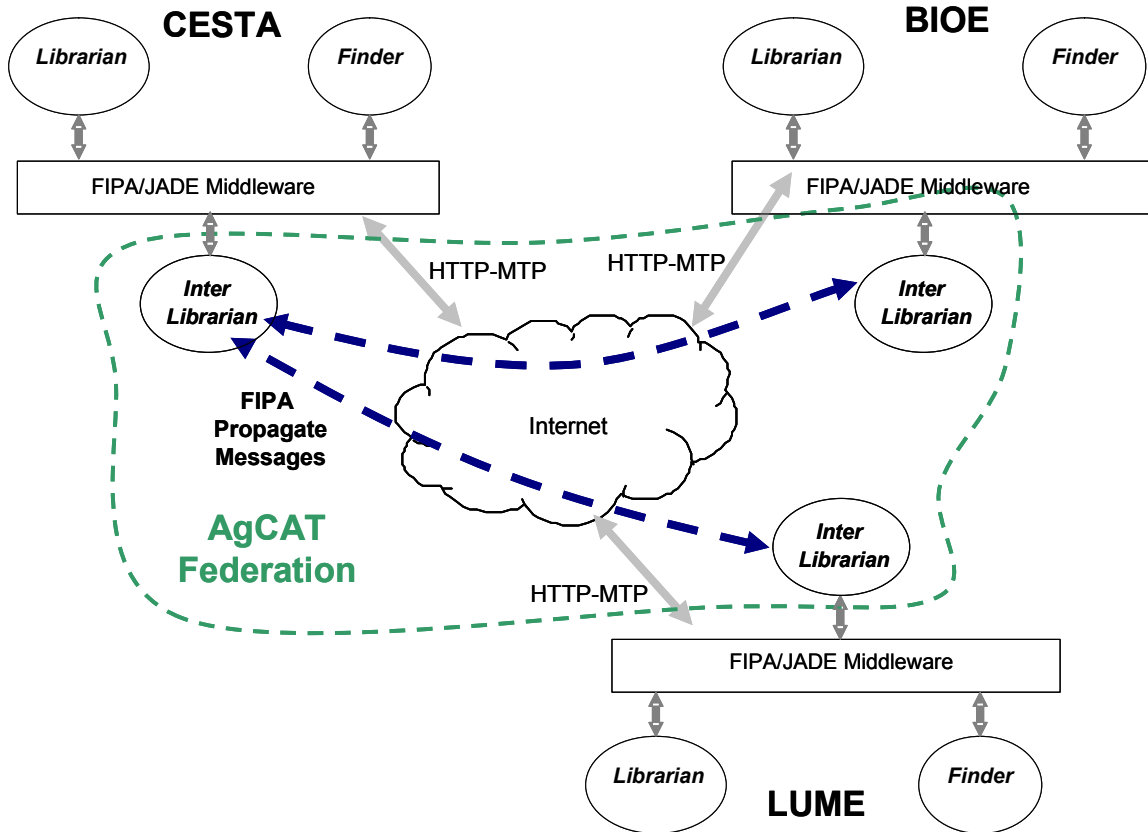 CESTA
BIOE
Librarian
Finder
Librarian
Finder
FIPA/JADE Middleware
FIPA/JADE Middleware
HTTP-MTP
HTTP-MTP
Inter
Librarian
Inter
Librarian
FIPA
Propagate
Messages
Internet
AgCAT
Federation
Inter
Librarian
HTTP-MTP
FIPA/JADE Middleware
Librarian
Finder
LUME